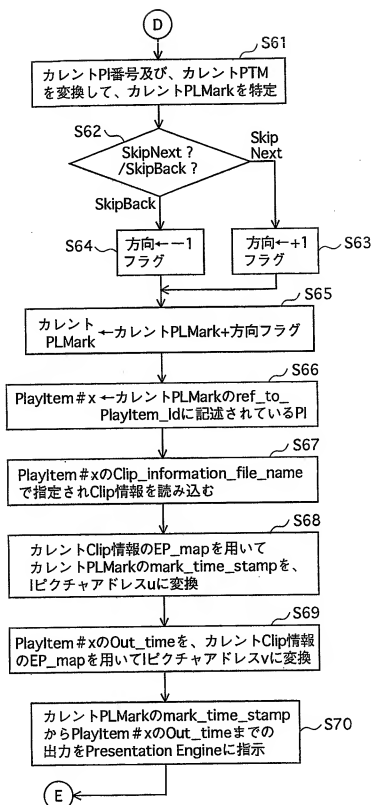 D
S61
カレントPI番号及び、カレントPTM
を変換して、カレントPLMarkを特定
S62
SkipNext ?
/SkipBack ?
Skip
Next
SkipBack
S64
方向←－1
フラグ
方向←+1
フラグ
S63
S65
カレント
PLMark
←カレントPLMark+方向フラグ
S66
PlayItem#x ←カレントPLMarkのref_to_
PlayItem_Idに記述されているPI
S67
PlayItem#xのClip_information_file_name
で指定されClip情報を読み込む
S68
カレントClip情報のEP_mapを用いて
カレントPLMarkのmark_time_stampを、
Iピクチャアドレスuに変換
S69
PlayItem#xのOut_timeを、カレントClip情報
のEP_mapを用いてIピクチャアドレスvに変換
S70
カレントPLMarkのmark_time_stamp
からPlayItem#xのOut_timeまでの
出力をPresentation Engineに指示
E